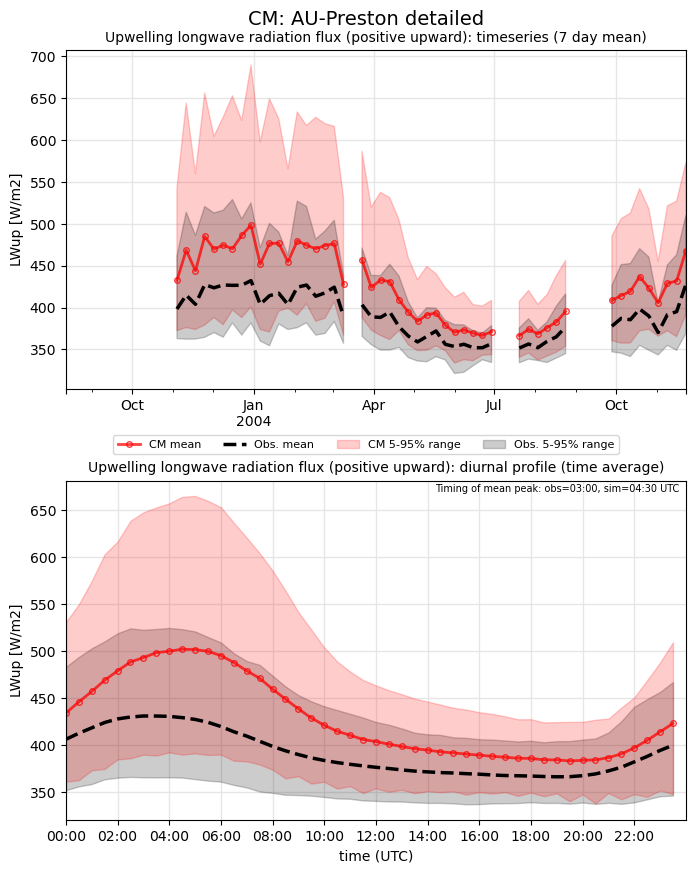 CM: AU-Preston detailed
Upwelling longwave radiation flux (positive upward): timeseries (7 day mean)
700
650
600
550
500
450
400
350
LWup [W/m2]
Oct
Jan
2004
Apr
Jul
Oct
CM mean
Obs. mean
CM 5-95% range
Obs. 5-95% range
Upwelling longwave radiation flux (positive upward): diurnal profile (time average)
Timing of mean peak: obs=03:00, sim=04:30 UTC
650
600
550
500
450
400
350
LWup [W/m2]
00:00
02:00
04:00
06:00
08:00
10:00
12:00
14:00
16:00
18:00
20:00
22:00
time (UTC)